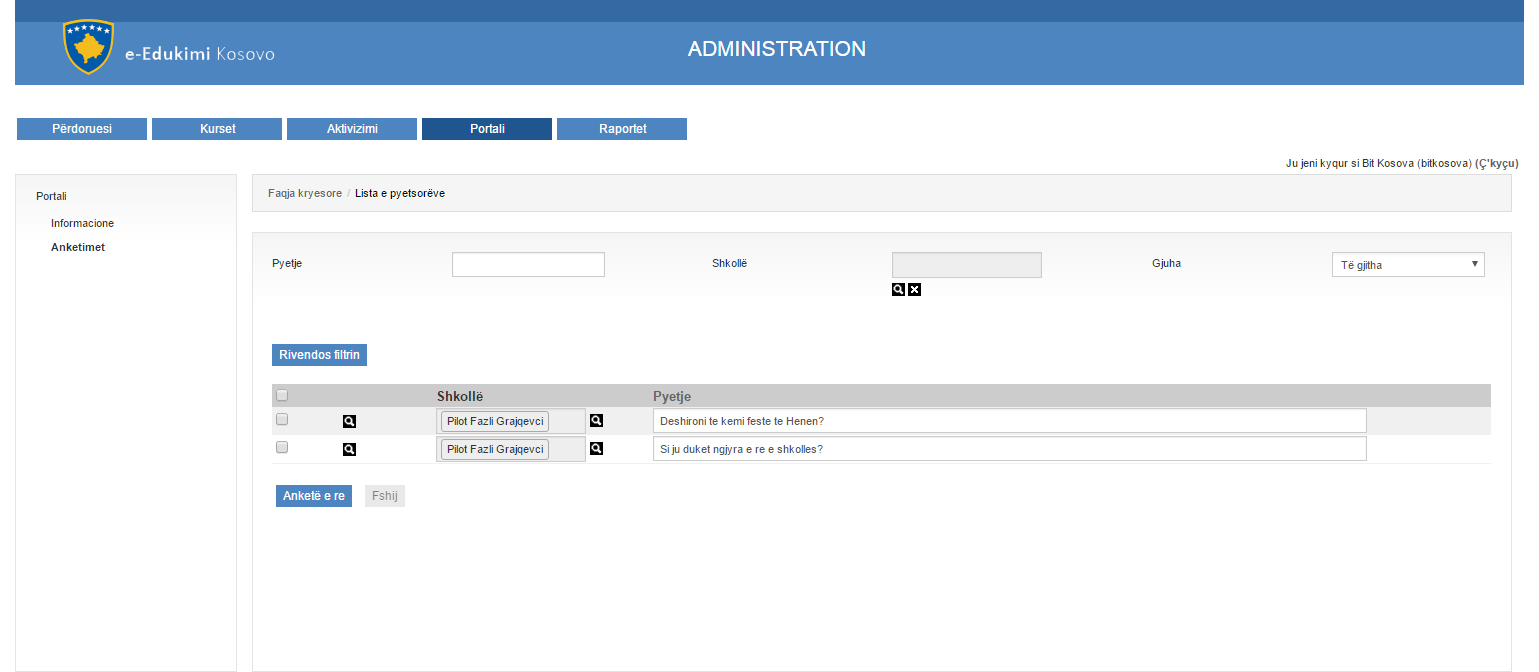 e-Edukimi Kosovo
ADMINISTRATION
Përdoruesi Kurset Aktivizimi Portali Raportet
Ju jeni kyqur si Bit Kosova (bitkosova) (Ç'kyçu)
Portali
Informacione
Anketimet
Faqja kryesore / Lista e pyetsorëve
Pyetje Shkollë Gjuha Të gjitha
Rivendos filtrin
Shkollë Pyetje
Pilot Fazli Grajqevci Deshironi te kemi feste te Henen?
Pilot Fazli Grajqevci Si ju duket ngjyra e re e shkolles?
Anketë e re Fshij